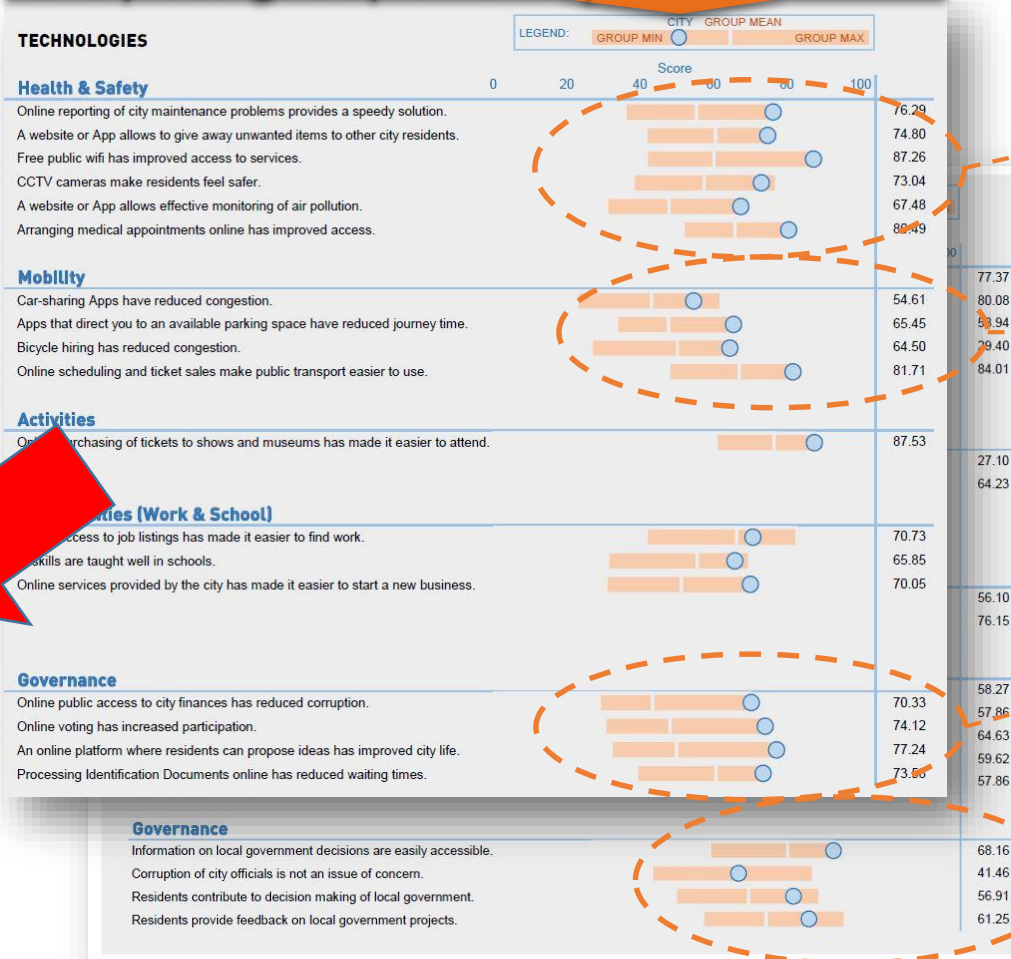 TECHNOLOGIES
LEGEND: GROUP MIN CITY GROUP MEAN GROUP MAX
Score
Health & Safety 0 20 40 60 80 100
Online reporting of city maintenance problems provides a speedy solution. 76.29
A website or App allows to give away unwanted items to other city residents. 74.80
Free public wifi has improved access to services. 87.26
CCTV cameras make residents feel safer. 73.04
A website or App allows effective monitoring of air pollution. 67.48
Arranging medical appointments online has improved access. 80.49
Mobility
Car-sharing Apps have reduced congestion. 54.61
Apps that direct you to an available parking space have reduced journey time. 65.45
Bicycle hiring has reduced congestion. 64.50
Online scheduling and ticket sales make public transport easier to use. 81.71
Activities
purchasing of tickets to shows and museums has made it easier to attend. 87.53
(Work & School)
to job listings has made it easier to find work. 70.73
skills are taught well in schools. 65.85
Online services provided by the city has made it easier to start a new business. 70.05
Governance
Online public access to city finances has reduced corruption. 70.33
Online voting has increased participation. 74.12
An online platform where residents can propose ideas has improved city life. 77.24
Processing Identification Documents online has reduced waiting times.
77.37
80.08
29.40
84.01
27.10
64.23
56.10
76.15
58.27
57.86
64.63
59.62
57.86
Governance
Information on local government decisions are easily accessible. 68.16
Corruption of city officials is not an issue of concern. 41.46
Residents contribute to decision making of local government. 56.91
Residents provide feedback on local government projects. 61.25